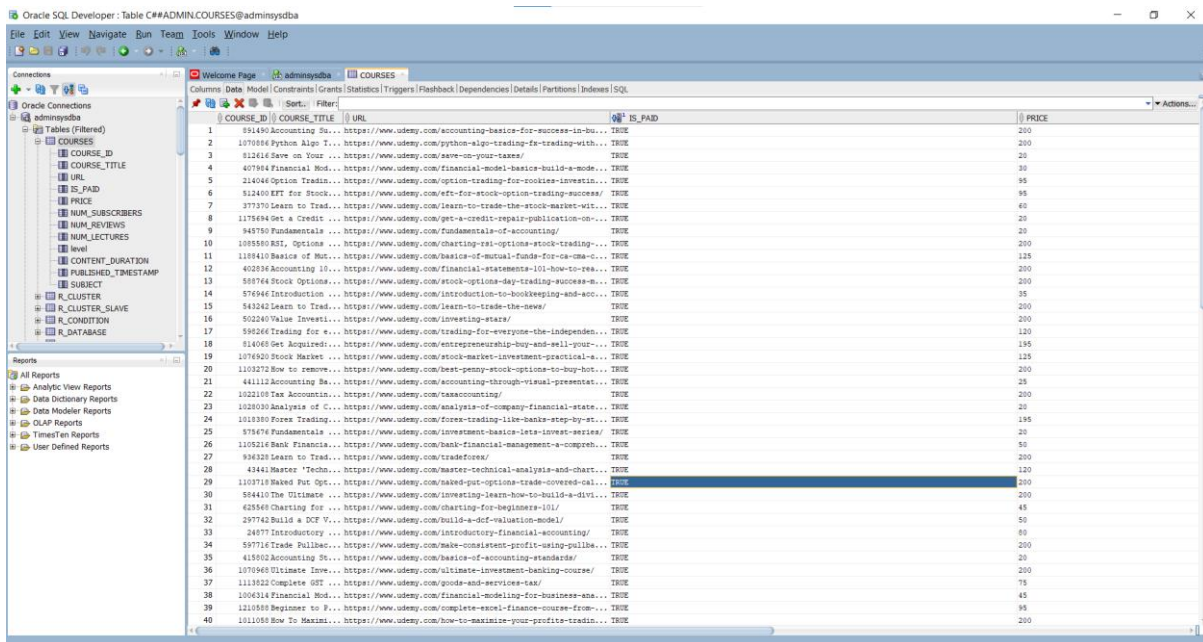 Oracle SQL Developer : Table C##ADMIN.COURSES@adminsysdba
File Edit View Navigate Run Team Tools Window Help
Connections
Oracle Connections
adminsysdba
Tables (Filtered)
COURSES
COURSE_ID
COURSE_TITLE
URL
IS_PAID
PRICE
NUM_SUBSCRIBERS
NUM_REVIEWS
NUM_LECTURES
level
CONTENT_DURATION
PUBLISHED_TIMESTAMP
SUBJECT
R_CLUSTER
R_CLUSTER_SLAVE
R_CONDITION
R_DATABASE
Reports
All Reports
Analytic View Reports
Data Dictionary Reports
Data Modeler Reports
OLAP Reports
TimesTen Reports
User Defined Reports
Welcome Page adminsysdba COURSES
Columns Data Model Constraints Grants Statistics Triggers Flashback Dependencies Details Partitions Indexes SQL
Sort.. Filter: Actions...
COURSE_ID COURSE_TITLE URL IS_PAID PRICE
1 891490 Accounting Su... https://www.udemy.com/accounting-basics-for-success-in-bu... TRUE 200
2 1070886 Python Algo T... https://www.udemy.com/python-algo-trading-fx-trading-with... TRUE 200
3 812616 Save on Your ... https://www.udemy.com/save-on-your-taxes/ TRUE 20
4 407984 Financial Mod... https://www.udemy.com/financial-model-basics-build-a-mode... TRUE 30
5 214046 Option Tradin... https://www.udemy.com/option-trading-for-rookies-investin... TRUE 95
6 512400 EFT for Stock... https://www.udemy.com/eft-for-stock-option-trading-success/ TRUE 95
7 377370 Learn to Trad... https://www.udemy.com/learn-to-trade-the-stock-market-wit... TRUE 60
8 1175694 Get a Credit ... https://www.udemy.com/get-a-credit-repair-publication-on-... TRUE 20
9 945750 Fundamentals ... https://www.udemy.com/fundamentals-of-accounting/ TRUE 20
10 1085580 RSI, Options ... https://www.udemy.com/charting-rsi-options-stock-trading-... TRUE 200
11 1188410 Basics of Mut... https://www.udemy.com/basics-of-mutual-funds-for-ca-cma-c... TRUE 125
12 402836 Accounting 10... https://www.udemy.com/financial-statements-101-how-to-rea... TRUE 200
13 588764 Stock Options... https://www.udemy.com/stock-options-day-trading-success-m... TRUE 200
14 576946 Introduction ... https://www.udemy.com/introduction-to-bookkeeping-and-acc... TRUE 35
15 543242 Learn to Trad... https://www.udemy.com/learn-to-trade-the-news/ TRUE 200
16 502240 Value Investi... https://www.udemy.com/investing-stars/ TRUE 200
17 598266 Trading for e... https://www.udemy.com/trading-for-everyone-the-independen... TRUE 120
18 814068 Get Acquired:... https://www.udemy.com/entrepreneurship-buy-and-sell-your-... TRUE 195
19 1076920 Stock Market ... https://www.udemy.com/stock-market-investment-practical-a... TRUE 125
20 1103272 How to remove... https://www.udemy.com/best-penny-stock-options-to-buy-hot... TRUE 200
21 441112 Accounting Ba... https://www.udemy.com/accounting-through-visual-presentat... TRUE 25
22 1022108 Tax Accountin... https://www.udemy.com/taxaccounting/ TRUE 200
23 1028030 Analysis of C... https://www.udemy.com/analysis-of-company-financial-state... TRUE 20
24 1018380 Forex Trading... https://www.udemy.com/forex-trading-like-banks-step-by-st... TRUE 195
25 575676 Fundamentals ... https://www.udemy.com/investment-basics-lets-invest-series/ TRUE 20
26 1105216 Bank Financia... https://www.udemy.com/bank-financial-management-a-compreh... TRUE 50
27 936328 Learn to Trad... https://www.udemy.com/tradeforex/ TRUE 200
28 43441 Master 'Techn... https://www.udemy.com/master-technical-analysis-and-chart... TRUE 120
29 1103718 Naked Put Opt... https://www.udemy.com/naked-put-options-trade-covered-cal... TRUE 200
30 584410 The Ultimate ... https://www.udemy.com/investing-learn-how-to-build-a-divi... TRUE 200
31 625568 Charting for ... https://www.udemy.com/charting-for-beginners-101/ TRUE 45
32 297742 Build a DCF V... https://www.udemy.com/build-a-dcf-valuation-model/ TRUE 50
33 24877 Introductory ... https://www.udemy.com/introductory-financial-accounting/ TRUE 80
34 597716 Trade Pullbac... https://www.udemy.com/make-consistent-profit-using-pullba... TRUE 200
35 415802 Accounting St... https://www.udemy.com/basics-of-accounting-standards/ TRUE 20
36 1070968 Ultimate Inve... https://www.udemy.com/ultimate-investment-banking-course/ TRUE 200
37 1113822 Complete GST ... https://www.udemy.com/goods-and-services-tax/ TRUE 75
38 1006314 Financial Mod... https://www.udemy.com/financial-modeling-for-business-ana... TRUE 45
39 1210588 Beginner to P... https://www.udemy.com/complete-excel-finance-course-from-... TRUE 95
40 1011058 How To Maximi... https://www.udemy.com/how-to-maximize-your-profits-tradin... TRUE 200